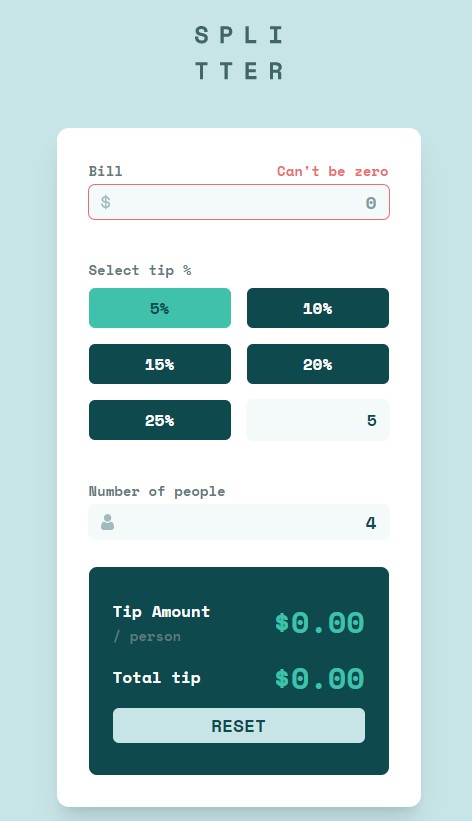 SPLI
TTER
Bill Can't be zero
$ 0
Select tip %
5% 10%
15% 20%
25% 5
Number of people
4
Tip Amount $0.00
/ person
Total tip $0.00
RESET